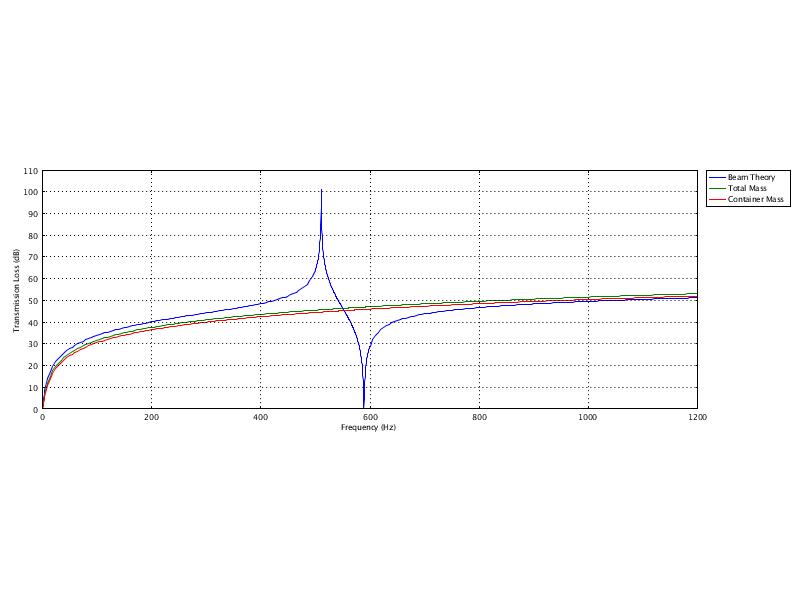 110
100
90
80
70
60
50
40
30
20
10
0
Transmission Loss (dB)
0 200 400 600 800 1000 1200
Frequency (Hz)
Beam Theory
Total Mass
Container Mass